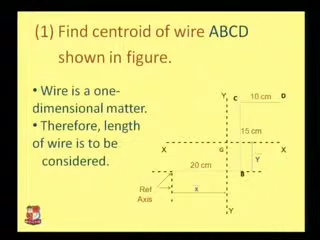 (1) Find centroid of wire ABCD
shown in figure.
• Wire is a one-
dimensional matter.
• Therefore, length
of wire is to be
considered.
Y
C
10 cm
D
15 cm
X
G
X
Y
20 cm
B
Ref
Axis
x
Y